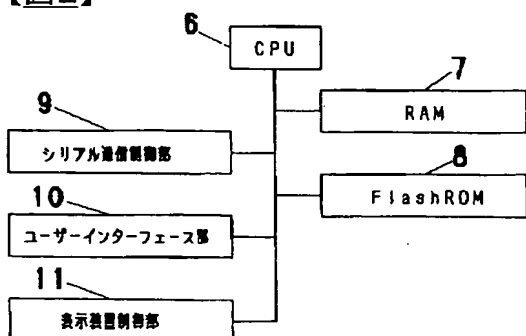 6
CPU
7
RAM
9
シリアル通信制御部
8
FlashROM
10
ユーザーインターフェース部
11
表示装置制御部